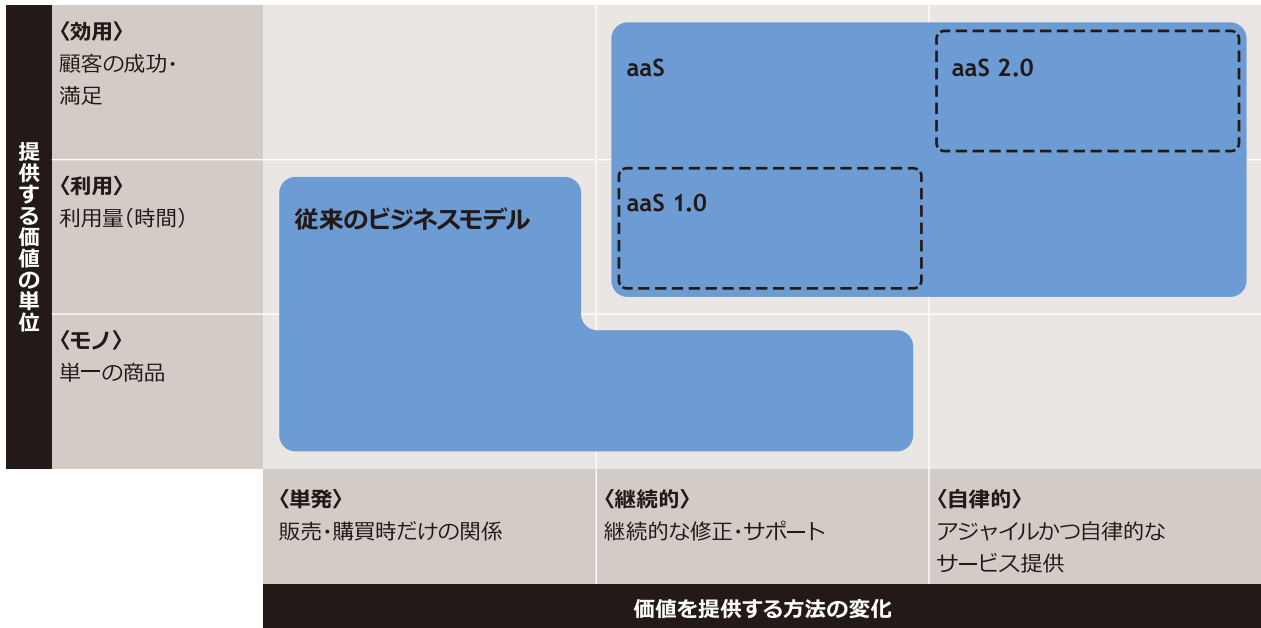 提供する価値の単位
〈効用〉
顧客の成功・
満足
〈利用〉
利用量(時間)
〈モノ〉
単一の商品
aaS
aaS 2.0
aaS 1.0
従来のビジネスモデル
〈単発〉
販売・購買時だけの関係
〈継続的〉
継続的な修正・サポート
〈自律的〉
アジャイルかつ自律的な
サービス提供
価値を提供する方法の変化